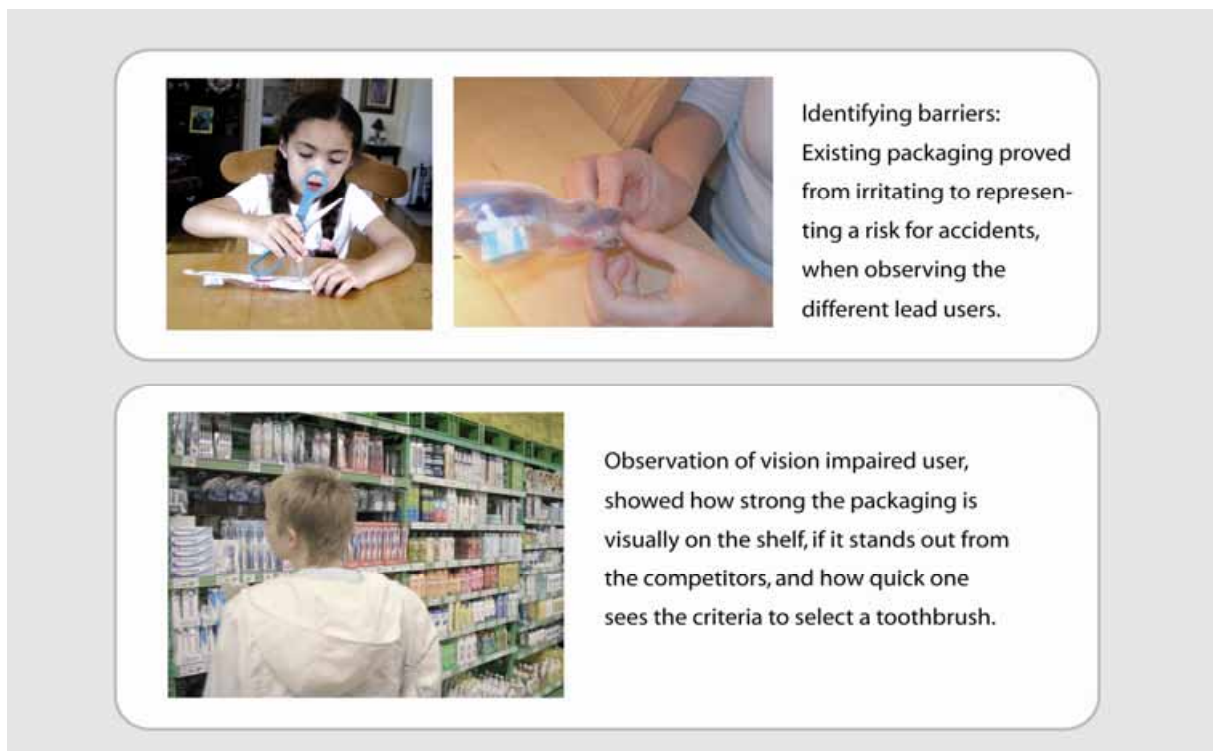 Identifying barriers:
Existing packaging proved
from irritating to represen-
ting a risk for accidents,
when observing the
different lead users.
Observation of vision impaired user,
showed how strong the packaging is
visually on the shelf, if it stands out from
the competitors, and how quick one
sees the criteria to select a toothbrush.